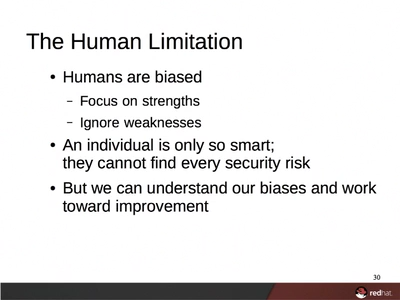 The Human Limitation
• Humans are biased
– Focus on strengths
– Ignore weaknesses
• An individual is only so smart;
they cannot find every security risk
• But we can understand our biases and work
toward improvement
30
redhat